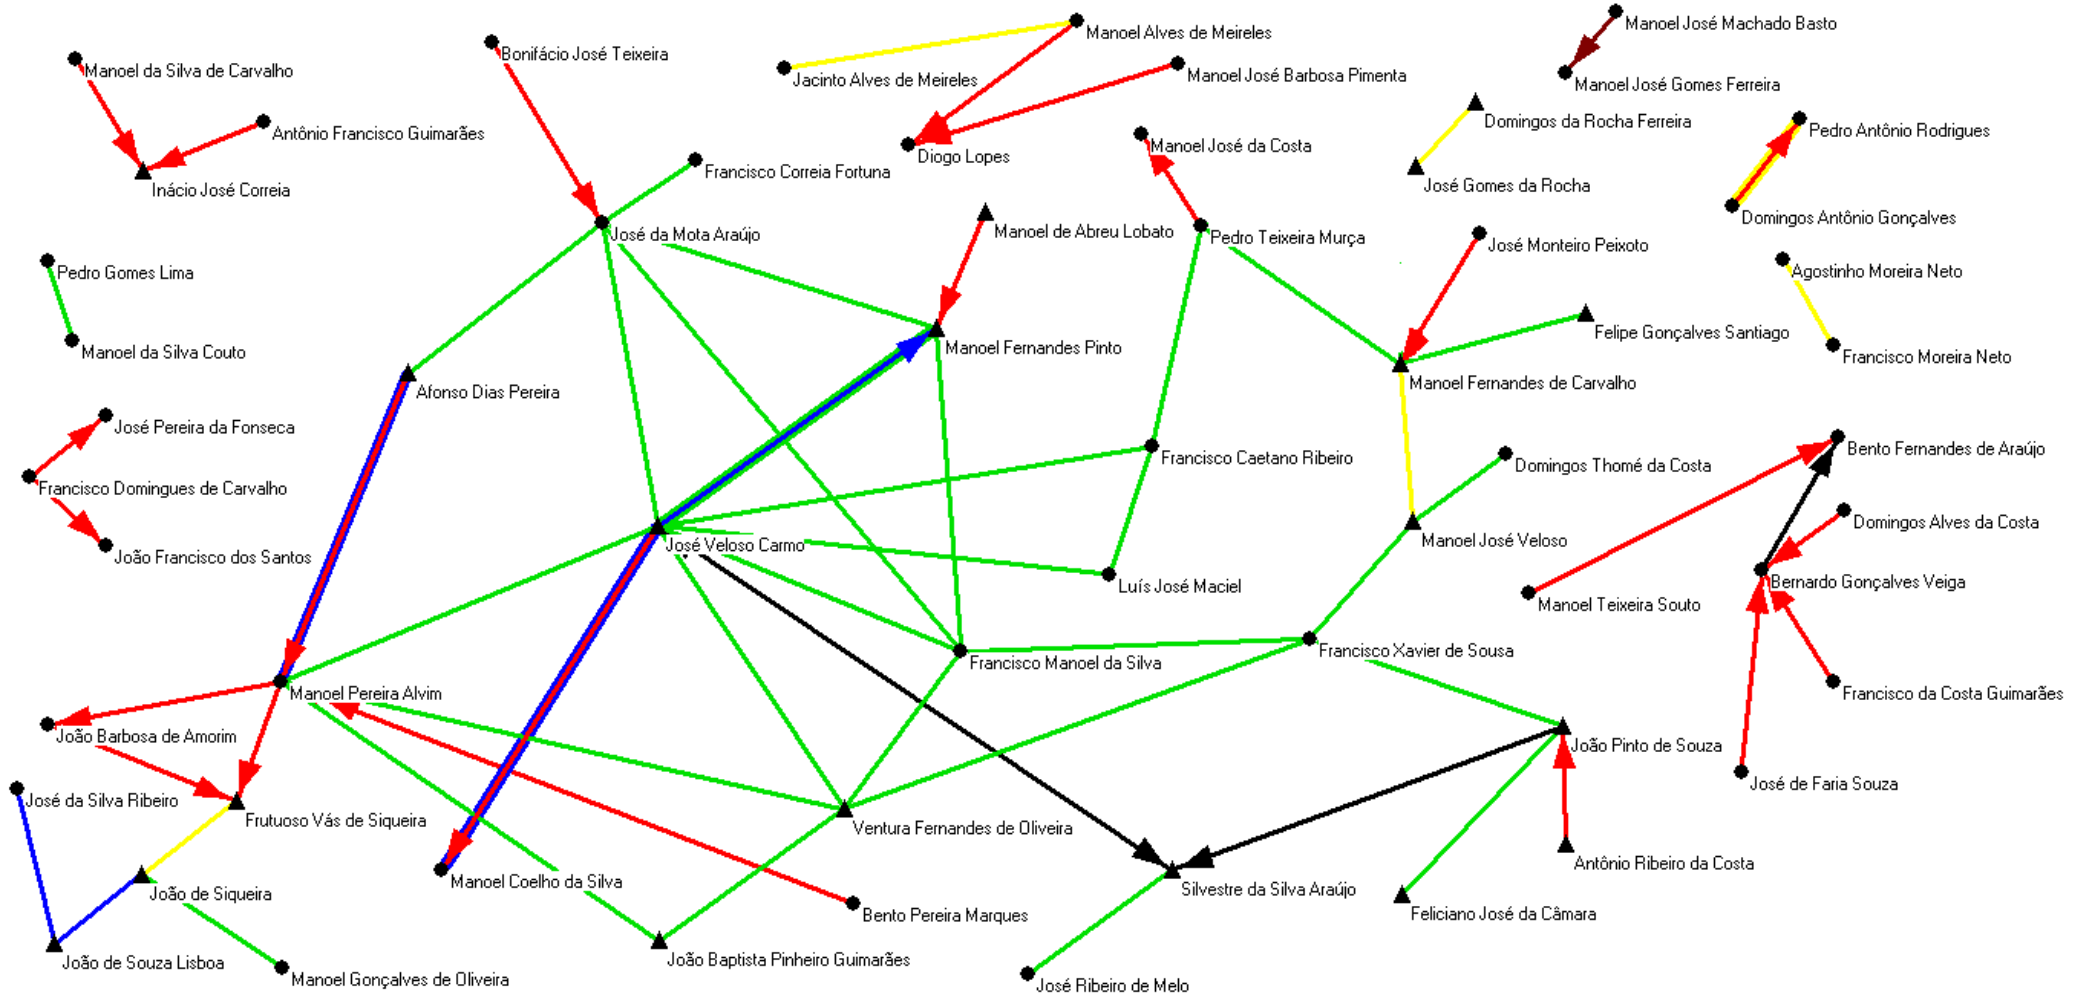 Manoel José Machado Basto
Manoel Alves de Meireles
Bonifácio José Teixeira
Manoel da Silva de Carvalho
Jacinto Alves de Meireles
Manoel José Barbosa Pimenta
Manoel José Gomes Ferreira
Domingos da Rocha Ferreira
Antônio Francisco Guimarães
Pedro Antônio Rodrigues
Manoel José da Costa
Diogo Lopes
Francisco Correia Fortuna
José Gomes da Rocha
Inácio José Correia
Domingos Antônio Gonçalves
José da Mota Araújo
Manoel de Abreu Lobato
Pedro Teixeira Murça
José Monteiro Peixoto
Pedro Gomes Lima
Agostinho Moreira Neto
Felipe Gonçalves Santiago
Manoel da Silva Couto
Manoel Fernandes Pinto
Francisco Moreira Neto
Afonso Dias Pereira
Manoel Fernandes de Carvalho
José Pereira da Fonseca
Bento Fernandes de Araújo
Francisco Caetano Ribeiro
Domingos Thomé da Costa
Francisco Domingues de Carvalho
Domingos Alves da Costa
José Veloso Carmo
Manoel José Veloso
João Francisco dos Santos
Luís José Maciel
Bernardo Gonçalves Veiga
Manoel Teixeira Souto
Francisco Manoel da Silva
Francisco Xavier de Sousa
Manoel Pereira Alvim
Francisco da Costa Guimarães
João Barbosa de Amorim
João Pinto de Souza
José de Faria Souza
José da Silva Ribeiro
Frutuoso Vás de Siqueira
Ventura Fernandes de Oliveira
Antônio Ribeiro da Costa
Manoel Coelho da Silva
Silvestre da Silva Araújo
João de Siqueira
Bento Pereira Marques
Feliciano José da Câmara
João de Souza Lisboa
João Baptista Pinheiro Guimarães
Manoel Gonçalves de Oliveira
José Ribeiro de Melo